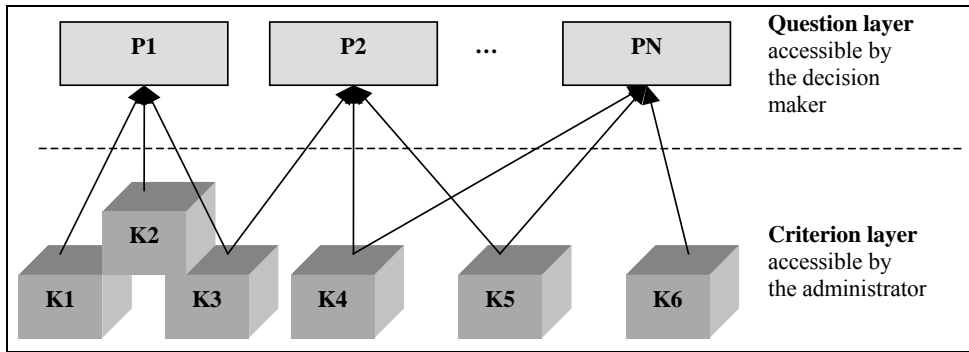 P1
P2
...
PN
Question layer
accessible by
the decision
maker
K2
K1
K3
K4
K5
K6
Criterion layer
accessible by
the administrator